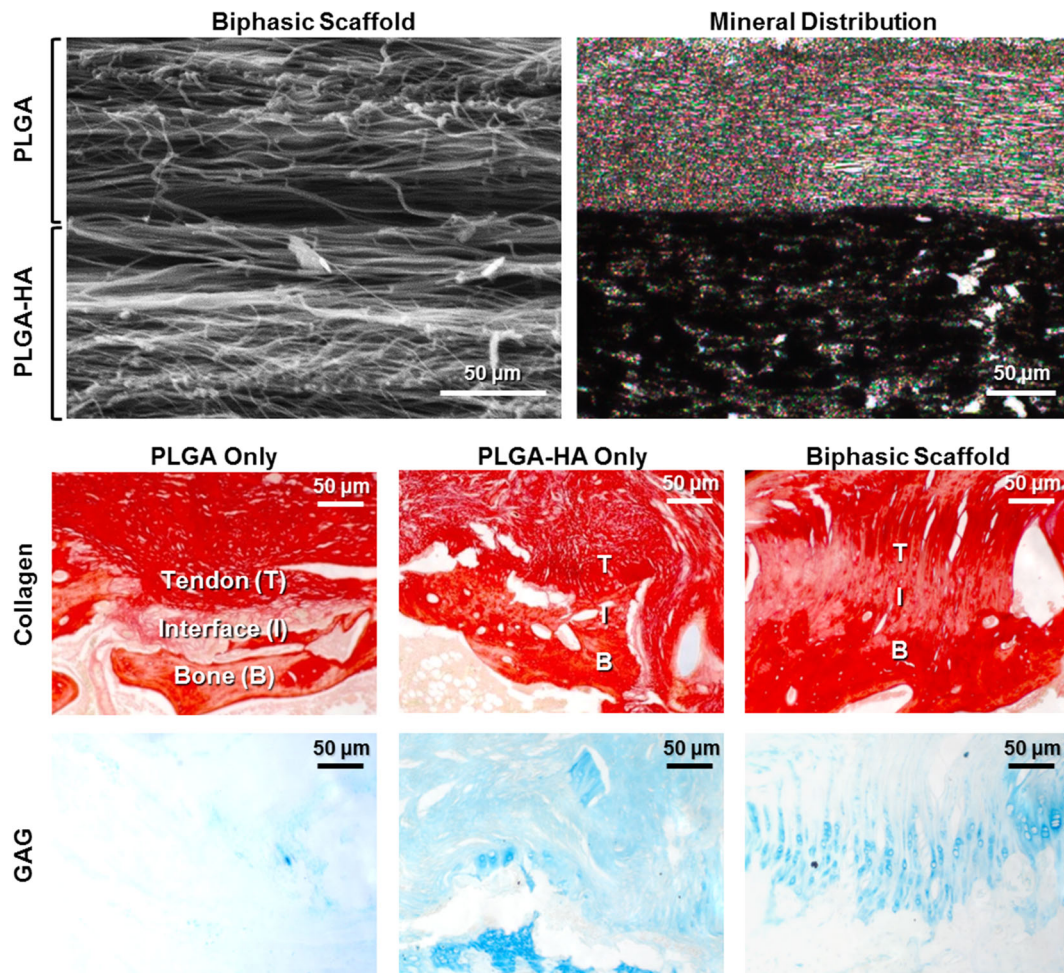 Biphasic Scaffold
Mineral Distribution
PLGA
PLGA-HA
50 μm
50 μm
PLGA Only
PLGA-HA Only
Biphasic Scaffold
Collagen
50 μm
50 μm
50 μm
Tendon (T)
Interface (I)
Bone (B)
T
I
B
T
I
B
GAG
50 μm
50 μm
50 μm